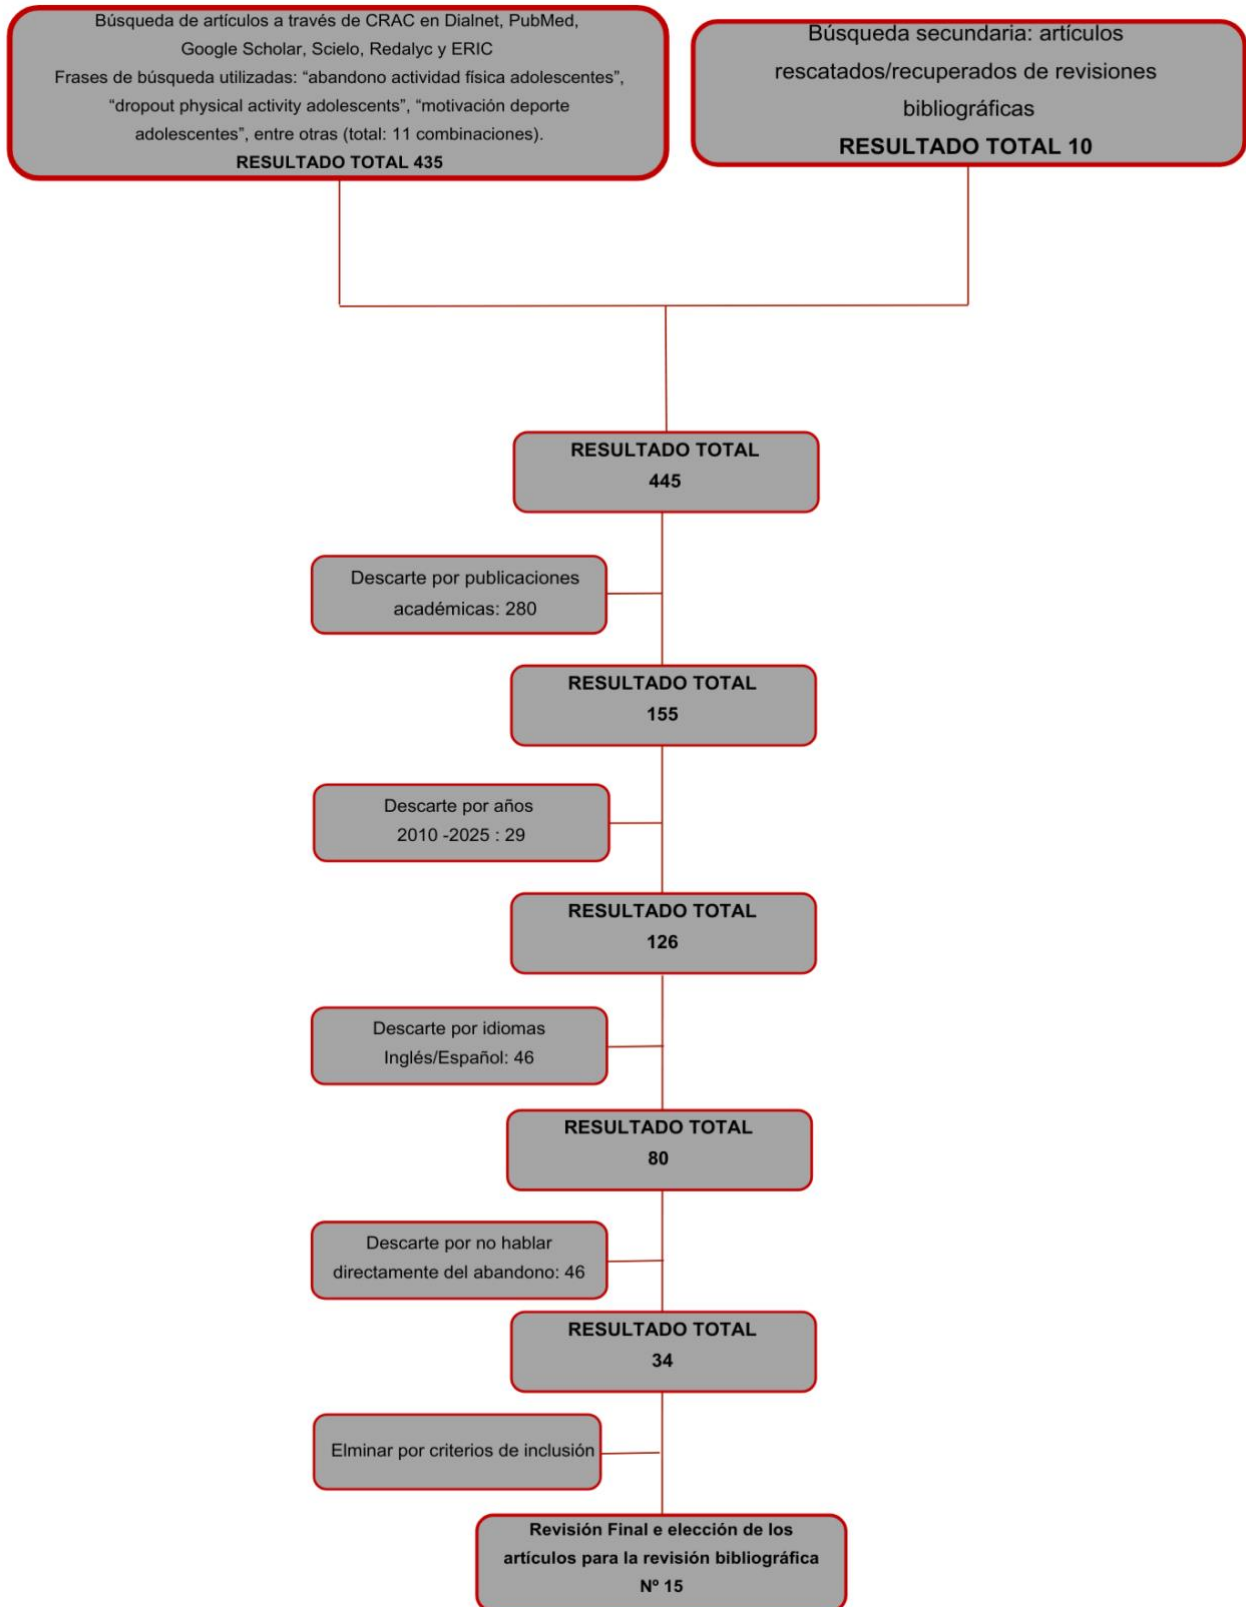 Búsqueda de artículos a través de CRAC en Dialnet, PubMed,
Google Scholar, Scielo, Redalyc y ERIC
Frases de búsqueda utilizadas: “abandono actividad física adolescentes”,
“dropout physical activity adolescents”, “motivación deporte
adolescentes”, entre otras (total: 11 combinaciones).
RESULTADO TOTAL 435
Búsqueda secundaria: artículos
rescatados/recuperados de revisiones
bibliográficas
RESULTADO TOTAL 10
RESULTADO TOTAL
445
Descarte por publicaciones
académicas: 280
RESULTADO TOTAL
155
Descarte por años
2010 -2025 : 29
RESULTADO TOTAL
126
Descarte por idiomas
Inglés/Español: 46
RESULTADO TOTAL
80
Descarte por no hablar
directamente del abandono: 46
RESULTADO TOTAL
34
Elminar por criterios de inclusión
Revisión Final e elección de los
artículos para la revisión bibliográfica
Nº 15